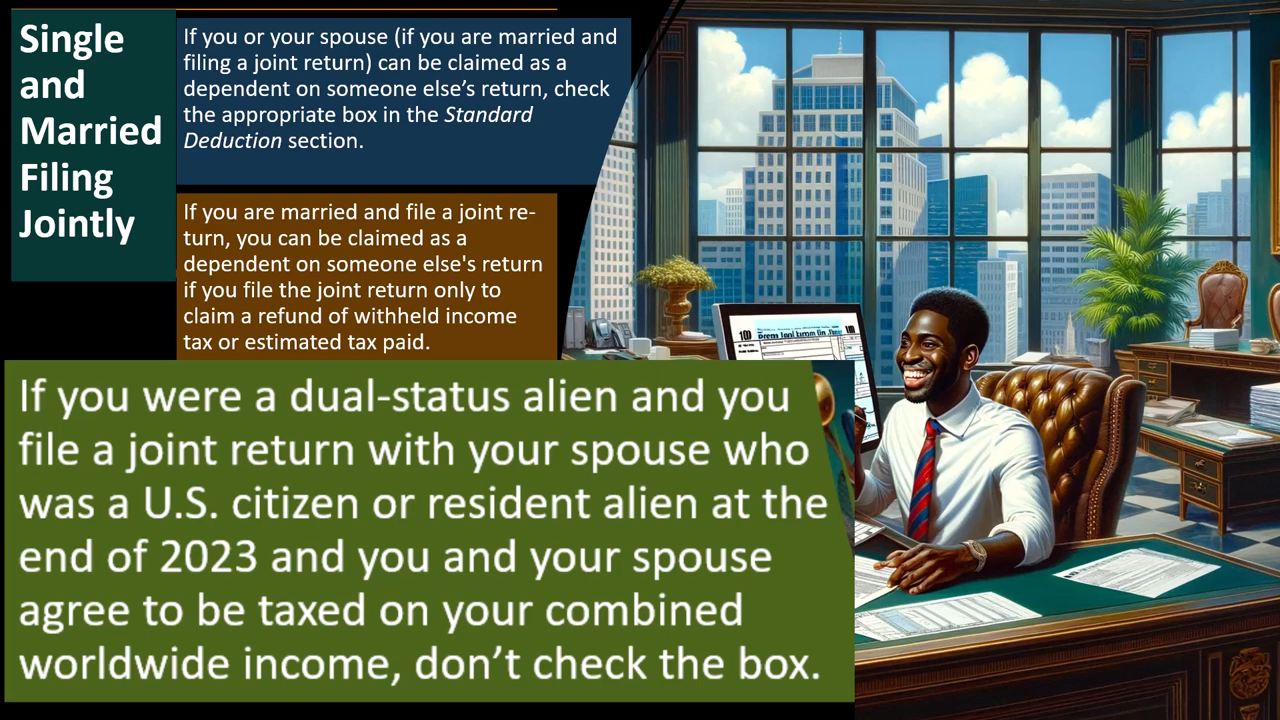 Single
and
Married
Filing
Jointly
If you or your spouse (if you are married and
filing a joint return) can be claimed as a
dependent on someone else’s return, check
the appropriate box in the Standard
Deduction section.
If you are married and file a joint re-
turn, you can be claimed as a
dependent on someone else's return
if you file the joint return only to
claim a refund of withheld income
tax or estimated tax paid.
If you were a dual-status alien and you
file a joint return with your spouse who
was a U.S. citizen or resident alien at the
end of 2023 and you and your spouse
agree to be taxed on your combined
worldwide income, don’t check the box.